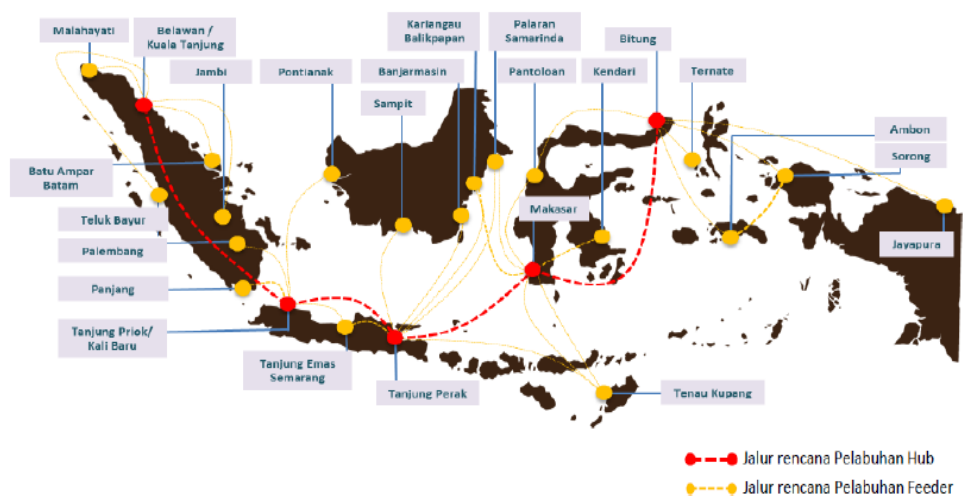 Malahayati
Belawan /
Kuala Tanjung
Jambi
Pontianak
Sampit
Banjarmasin
Kariangau
Balikpapan
Palaran
Samarinda
Pantoloan
Kendari
Bitung
Ternate
Ambon
Sorong
Batu Ampar
Batam
Teluk Bayur
Palembang
Panjang
Tanjung Priok/
Kali Baru
Makasar
Jayapura
Tanjung Emas
Semarang
Tanjung Perak
Tenau Kupang
Jalur rencana Pelabuhan Hub
Jalur rencana Pelabuhan Feeder